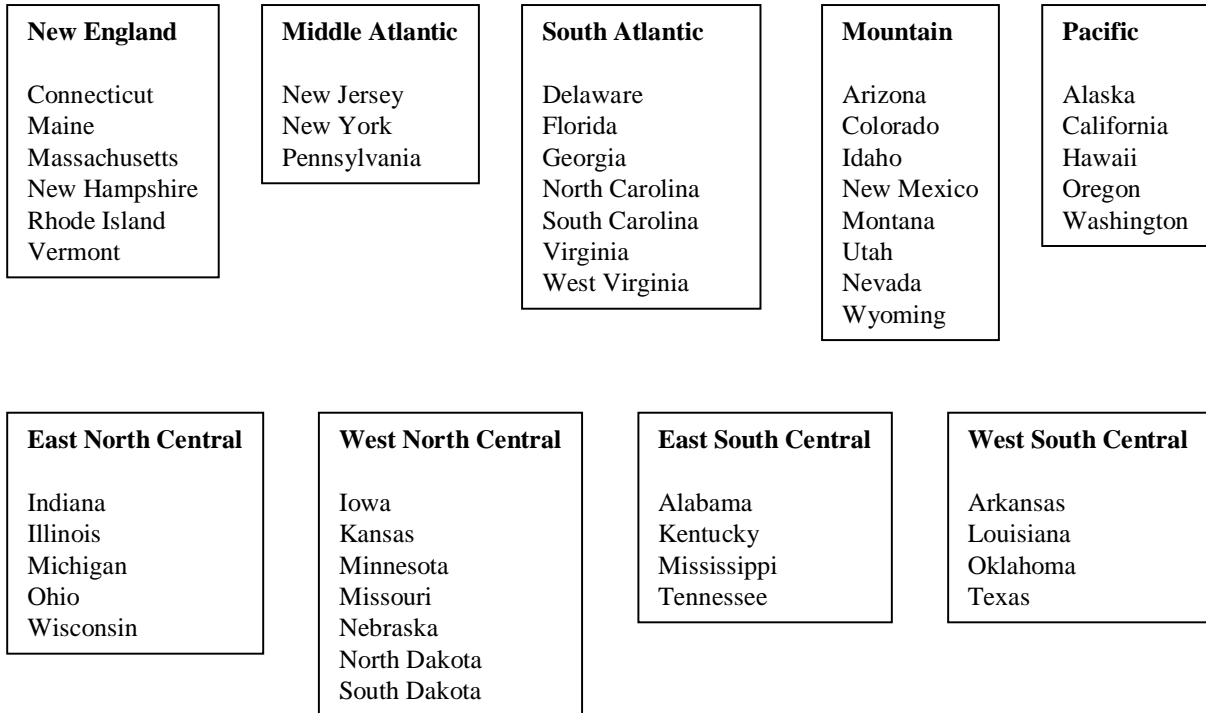 New England
Connecticut
Maine
Massachusetts
New Hampshire
Rhode Island
Vermont
Middle Atlantic
New Jersey
New York
Pennsylvania
South Atlantic
Delaware
Florida
Georgia
North Carolina
South Carolina
Virginia
West Virginia
Mountain
Arizona
Colorado
Idaho
New Mexico
Montana
Utah
Nevada
Wyoming
Pacific
Alaska
California
Hawaii
Oregon
Washington
East North Central
Indiana
Illinois
Michigan
Ohio
Wisconsin
West North Central
Iowa
Kansas
Minnesota
Missouri
Nebraska
North Dakota
South Dakota
East South Central
Alabama
Kentucky
Mississippi
Tennessee
West South Central
Arkansas
Louisiana
Oklahoma
Texas